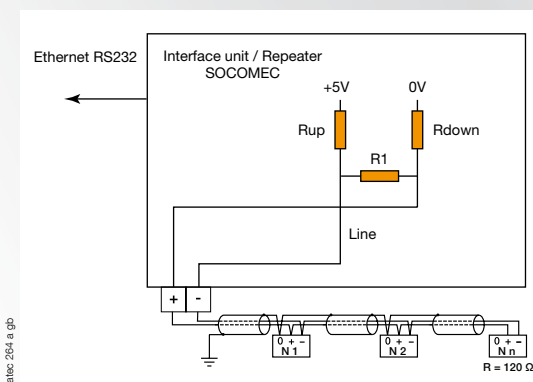 Ethernet RS232
Interface unit / Repeater
SOCOMEC
+5V
0V
Rup
Rdown
R1
Line
+ -
0 + -
N 1
0 + -
N 2
0 + -
N n
R = 120 Ω
atec 264 a gb